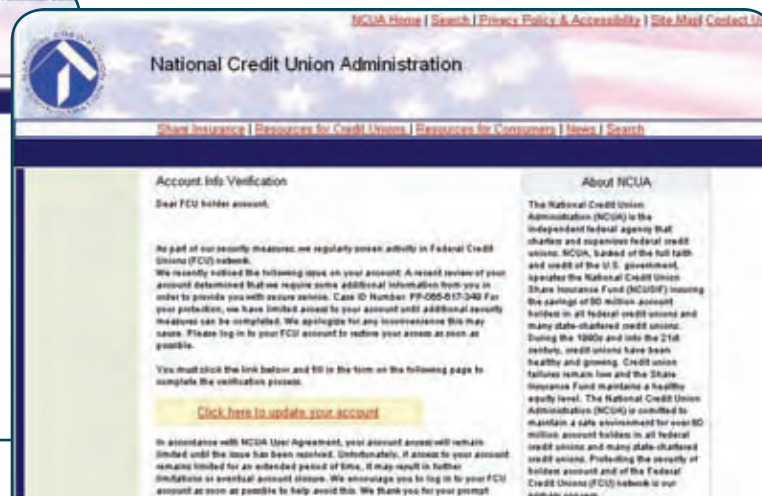 NCUA Home | Search | Privacy Policy & Accessibility | Site Map | Contact Us
National Credit Union Administration
Share Insurance | Resources for Credit Unions | Resources for Consumers | News | Search
Account Info Verification
Dear FCU holder account,
As part of our security measures, we regularly screen activity in Federal Credit
Unions (FCU) network.
We recently noticed the following issue on your account: A recent review of your
account determined that we require some additional information from you in
order to provide you with secure service. Case ID Number: PP-065-617-349 For
your protection, we have limited access to your account until additional security
measures can be completed. We apologize for any inconvenience this may
cause. Please log in to your FCU account to restore your access as soon as
possible.
You must click the link below and fill in the form on the following page to
complete the verification process.
Click here to update your account
In accordance with NCUA User Agreement, your account access will remain
limited until the issue has been resolved. Unfortunately, if access to your account
remains limited for an extended period of time, it may result in further
limitations or eventual account closure. We encourage you to log in to your FCU
account as soon as possible to help avoid this. We thank you for your prompt
About NCUA
The National Credit Union
Administration (NCUA) is the
independent federal agency that
charters and supervises federal credit
unions. NCUA, backed of the full faith
and credit of the U.S. government,
operates the National Credit Union
Share Insurance Fund (NCUSIF) insuring
the savings of 80 million account
holders in all federal credit unions and
many state-chartered credit unions.
During the 1990s and into the 21st
century, credit unions have been
healthy and growing. Credit union
failures remain low and the Share
Insurance Fund maintains a healthy
equity level. The National Credit Union
Administration (NCUA) is comitted to
maintain a safe environment for over 80
million account holders in all federal
credit unions and many state-chartered
credit unions. Protecting the security of
holders account and of the Federal
Credit Unions (FCU) network is our